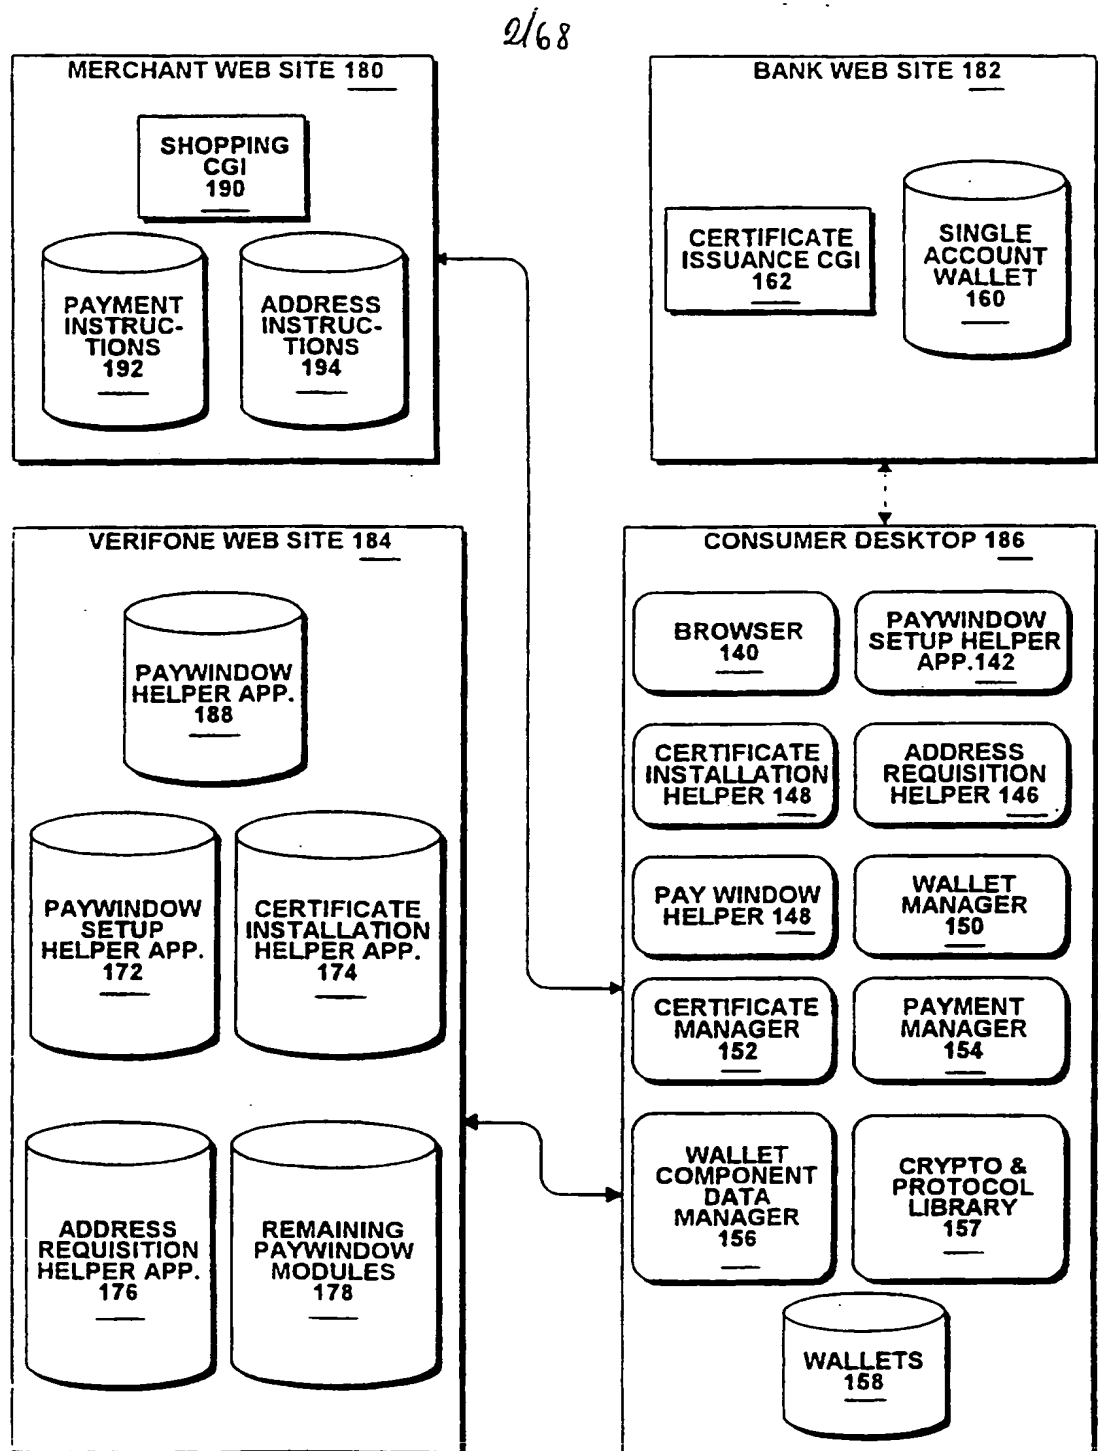 2/68
MERCHANT WEB SITE 180
SHOPPING
CGI
190
PAYMENT
INSTRUC-
TIONS
192
ADDRESS
INSTRUC-
TIONS
194
BANK WEB SITE 182
CERTIFICATE
ISSUANCE CGI
162
SINGLE
ACCOUNT
WALLET
160
VERIFONE WEB SITE 184
PAYWINDOW
HELPER APP.
188
PAYWINDOW
SETUP
HELPER APP.
172
CERTIFICATE
INSTALLATION
HELPER APP.
174
ADDRESS
REQUISITION
HELPER APP.
176
REMAINING
PAYWINDOW
MODULES
178
CONSUMER DESKTOP 186
BROWSER
140
PAYWINDOW
SETUP HELPER
APP.142
CERTIFICATE
INSTALLATION
HELPER 148
ADDRESS
REQUISITION
HELPER 146
PAY WINDOW
HELPER 148
WALLET
MANAGER
150
CERTIFICATE
MANAGER
152
PAYMENT
MANAGER
154
WALLET
COMPONENT
DATA
MANAGER
156
CRYPTO &
PROTOCOL
LIBRARY
157
WALLETS
158